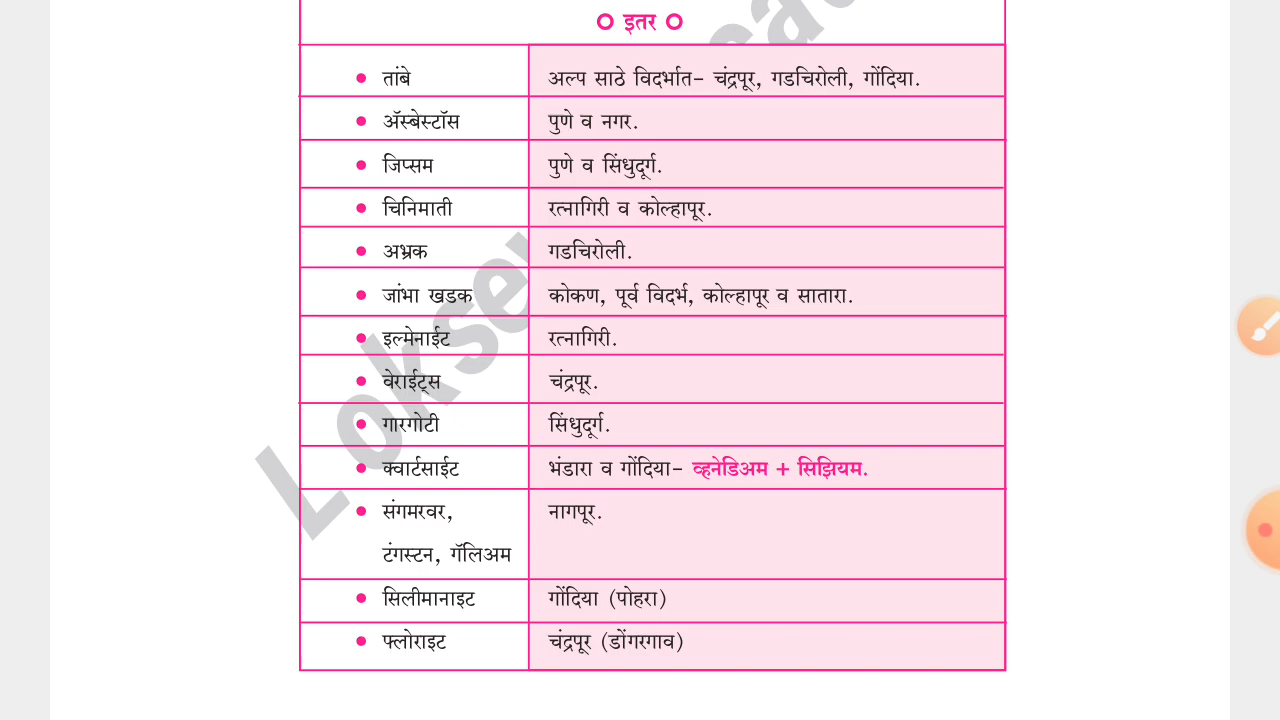 इतर
तांबे अल्प साठे विदर्भात- चंद्रपूर, गडचिरोली, गोंदिया.
ॲस्बेस्टॉस पुणे व नगर.
जिप्सम पुणे व सिंधुदूर्ग.
चिनिमाती रत्नागिरी व कोल्हापूर.
अभ्रक गडचिरोली.
जांभा खडक कोकण, पूर्व विदर्भ, कोल्हापूर व सातारा.
इल्मेनाईट रत्नागिरी.
वेराईट्स चंद्रपूर.
गारगोटी सिंधुदूर्ग.
क्वार्टसाईट भंडारा व गोंदिया- व्हनेडिअम + सिझियम.
संगमरवर, नागपूर.
टंगस्टन, गॅलिअम
सिलीमानाइट गोंदिया (पोहरा)
फ्लोराइट चंद्रपूर (डोंगरगाव)